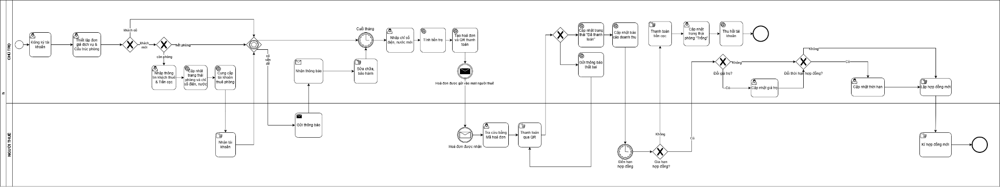 h
CHỦ TRỌ
Đăng ký tài
khoản
Thiết lập đơn
giá dịch vụ &
Cấu trúc phòng
khách cũ
khách
mới
hết phòng
còn phòng
Nhập thông
tin khách thuê
& Tiền cọc
Cập nhật
trạng thái
phòng và chỉ
số điện, nước
Cung cấp
tài khoản
thuê phòng
có
vấn
đề
Nhận thông báo
Sửa chữa,
bảo hành
Cuối tháng
Nhập chỉ số
điện, nước mới
Tính tiền trọ
Tạo hoá đơn
và QR thanh
toán
Hoá đơn được gửi vào mail người thuê
Cập nhật trạng
thái "Đã thanh
toán"
Cập nhật báo
cáo doanh thu
Gửi thông báo
thất bại
Thanh toán
tiền cọc
Cập nhật
trạng thái
phòng "Trống"
Thu hồi tài
khoản
Đổi giá trọ?
Không
Có
Cập nhật giá trọ
Đổi thời hạn hợp đồng?
Không
Có
Cập nhật thời hạn
Lập hợp đồng mới
NGƯỜI THUÊ
Nhận tài
khoản
Gửi thông báo
Hoá đơn được nhận
Tra cứu bằng
Mã hoá đơn
Thanh toán
qua QR
Đến hạn
hợp đồng
Gia hạn
hợp đồng?
Không
Có
Kí hợp đồng mới